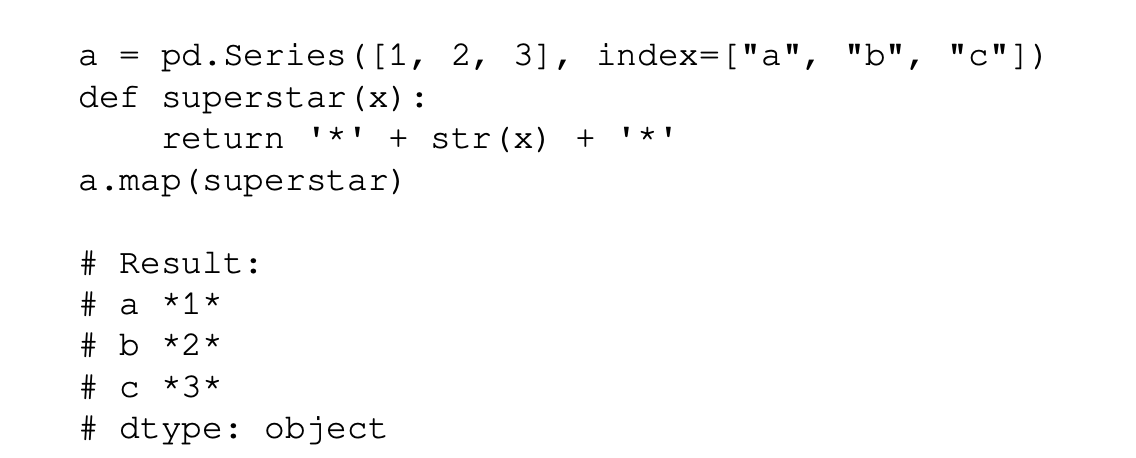 a = pd.Series([1, 2, 3], index=["a", "b", "c"])
def superstar(x):
    return '*' + str(x) + '*'
a.map(superstar)

# Result:
# a *1*
# b *2*
# c *3*
# dtype: object